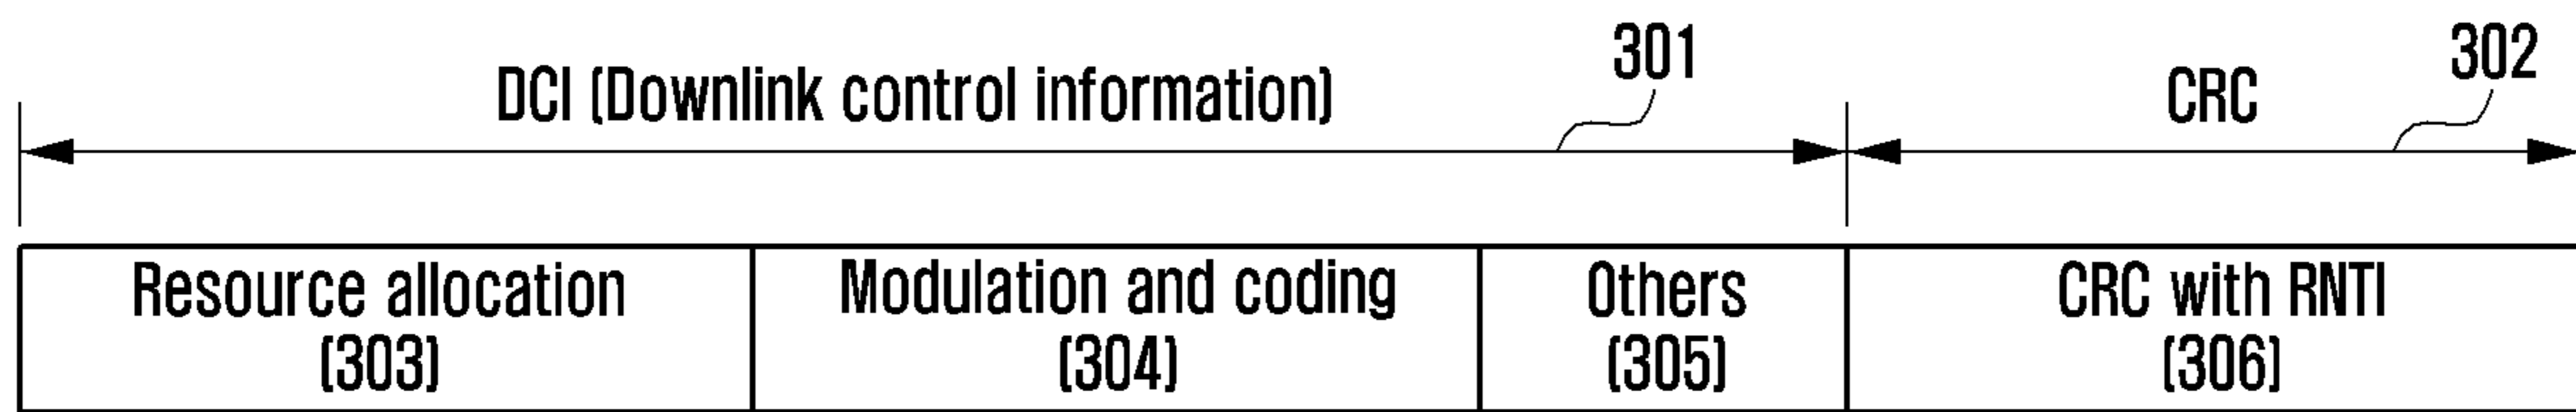 301
302
DCI (Downlink control information)
CRC
Resource allocation
(303)
Modulation and coding
(304)
Others
(305)
CRC with RNTI
(306)